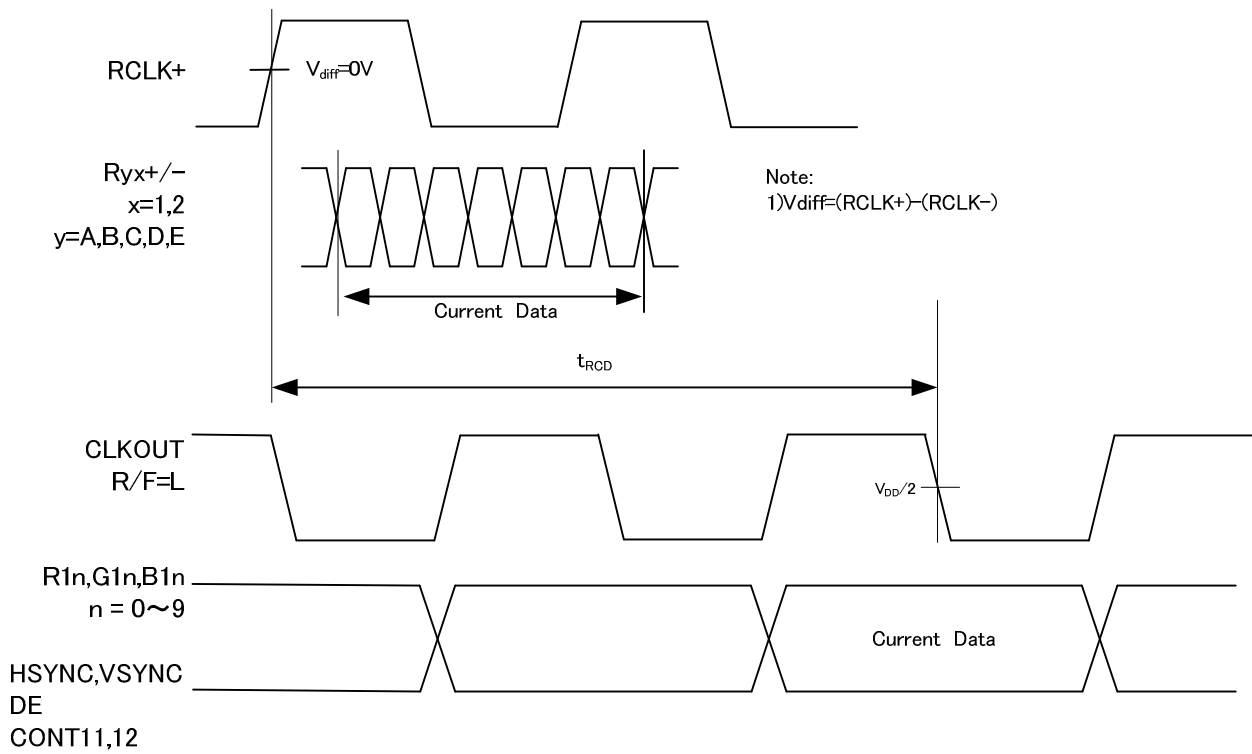 RCLK+
Vdiff=0V
Ryx+/-
x=1,2
y=A,B,C,D,E
Note:
1)Vdiff=(RCLK+)-(RCLK-)
Current Data
tRCD
CLKOUT
R/F=L
VDD/2
R1n,G1n,B1n
n = 0～9
Current Data
HSYNC,VSYNC
DE
CONT11,12